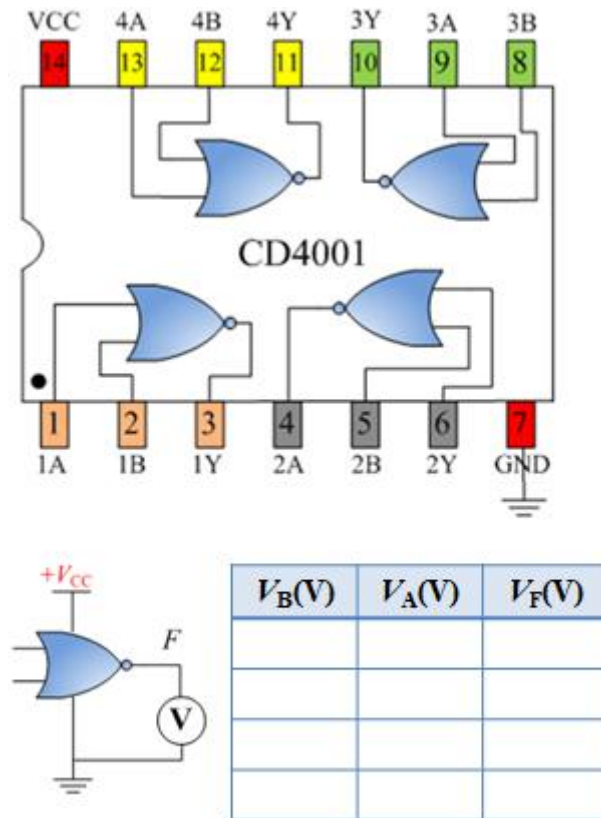 VCC 4A 4B 4Y 3Y 3A 3B
14 13 12 11 10 9 8
CD4001
1 2 3 4 5 6 7
1A 1B 1Y 2A 2B 2Y GND
+VCC
F
V
VB(V) VA(V) VF(V)